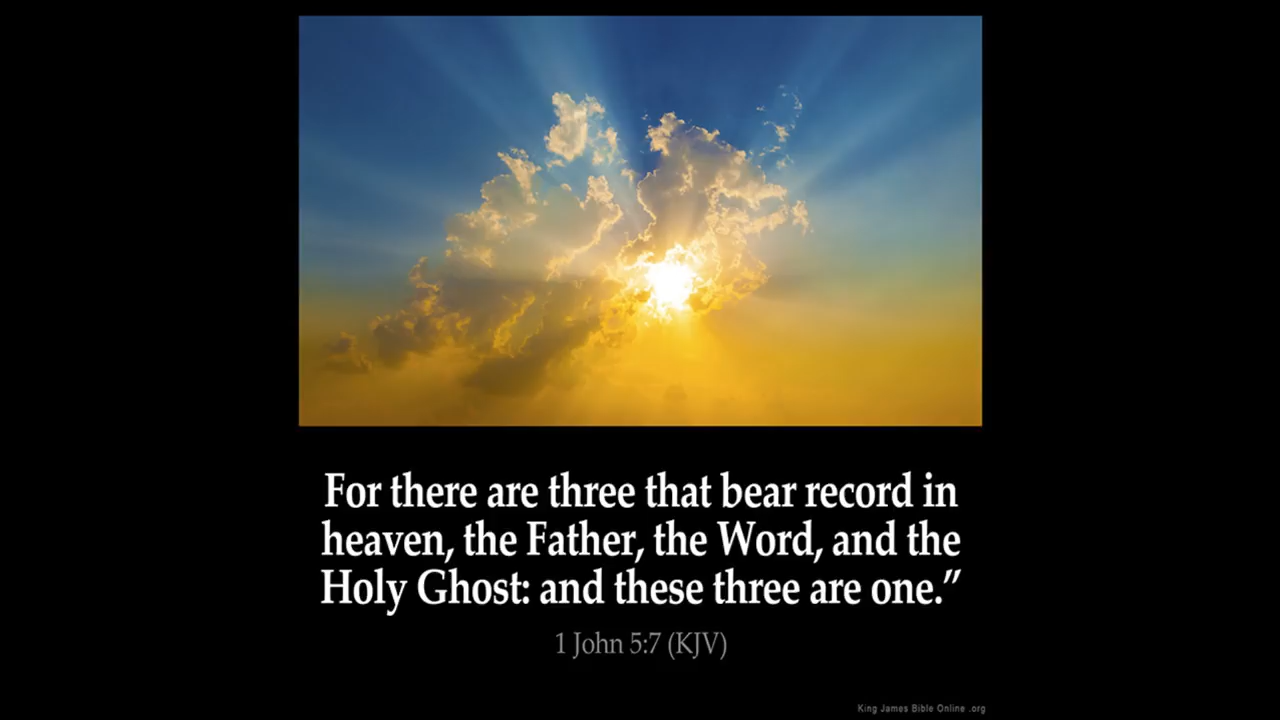 For there are three that bear record in
heaven, the Father, the Word, and the
Holy Ghost: and these three are one.”
1 John 5:7 (KJV)
King James Bible Online .org